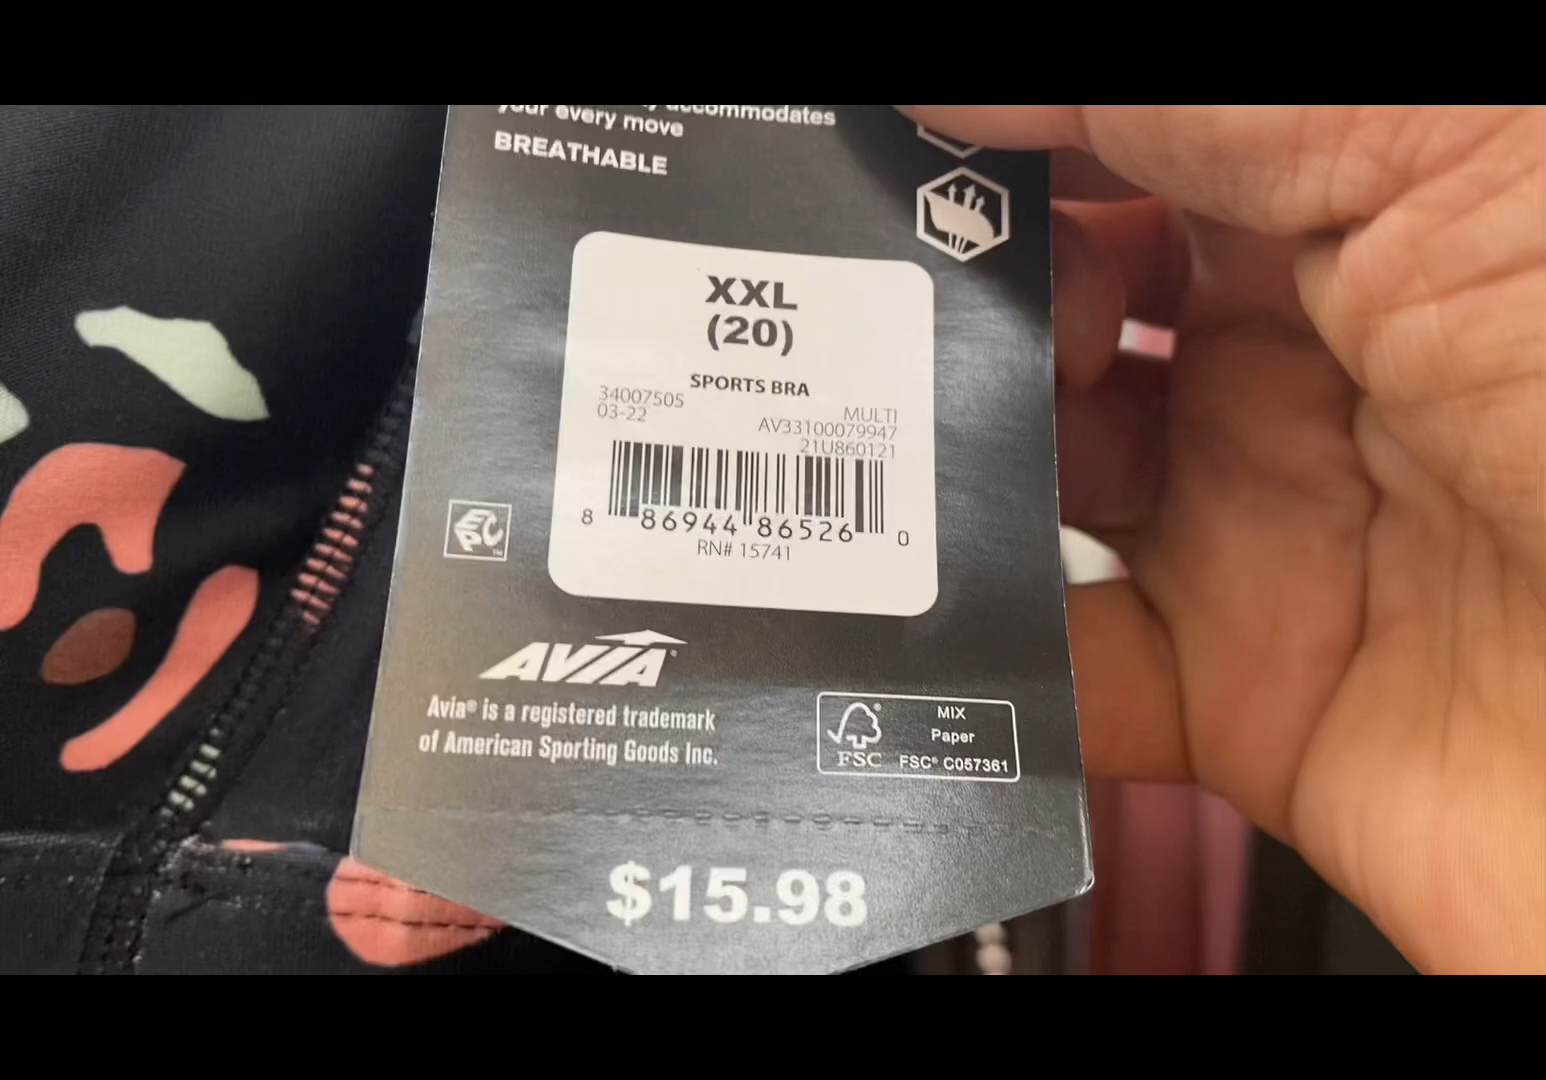 accommodates
your every move
BREATHABLE
XXL
(20)
SPORTS BRA
34007505
03-22
MULTI
AV33100079947
21U860121
8 86944 86526 0
RN# 15741
EPC
TM
AVIA®
Avia® is a registered trademark
of American Sporting Goods Inc.
FSC
MIX
Paper
FSC® C057361
$15.98